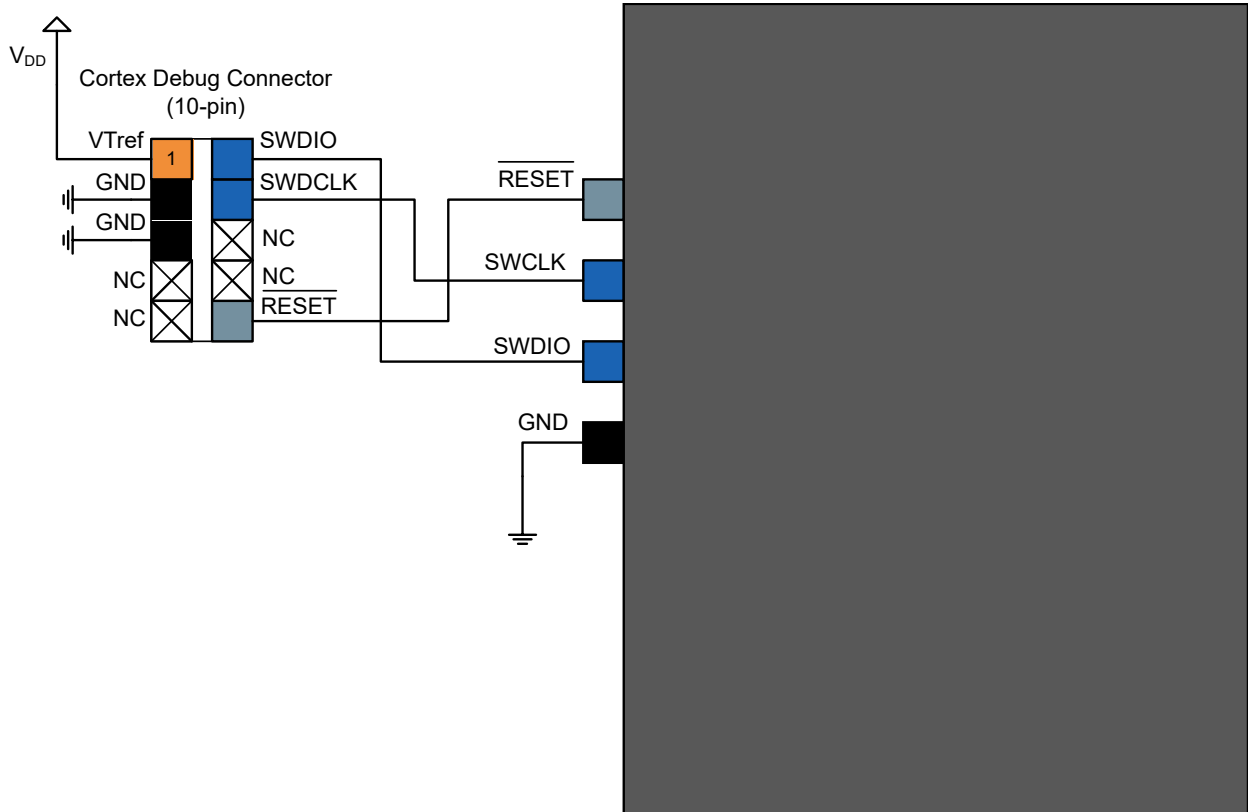 VDD
Cortex Debug Connector
(10-pin)
VTref
1
SWDIO
GND
SWDCLK
GND
NC
NC
NC
NC
RESET
RESET
SWCLK
SWDIO
GND